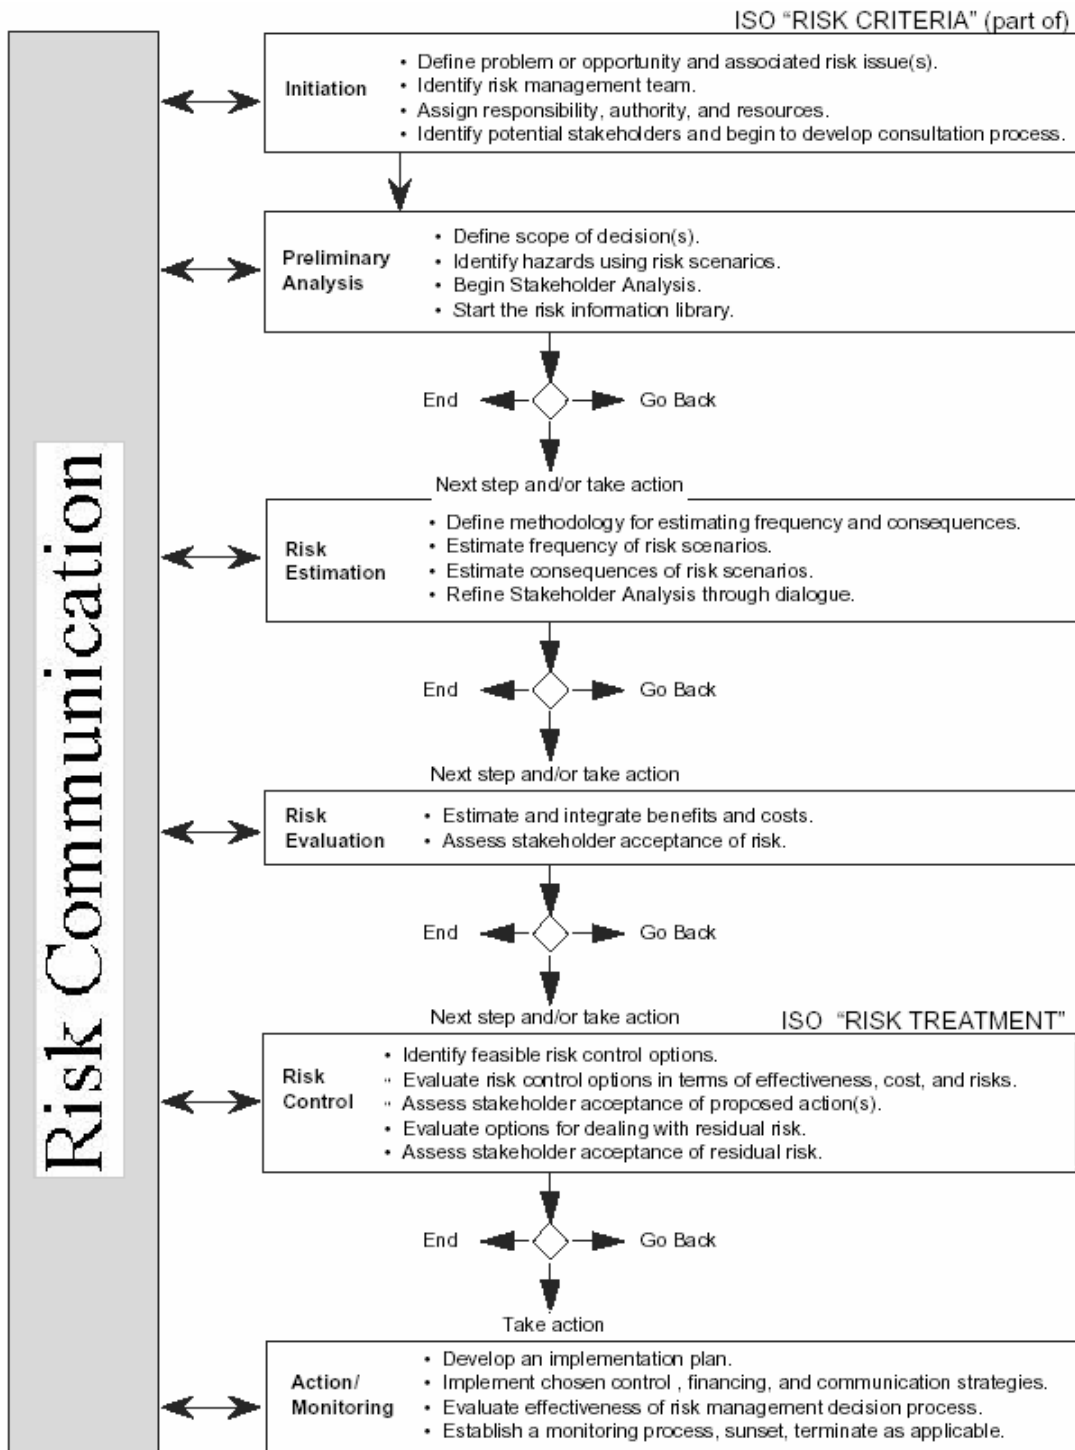 ISO "RISK CRITERIA" (part of)
Initiation
• Define problem or opportunity and associated risk issue(s).
• Identify risk management team.
• Assign responsibility, authority, and resources.
• Identify potential stakeholders and begin to develop consultation process.
Preliminary
Analysis
• Define scope of decision(s).
• Identify hazards using risk scenarios.
• Begin Stakeholder Analysis.
• Start the risk information library.
End
Go Back
Next step and/or take action
Risk
Estimation
• Define methodology for estimating frequency and consequences.
• Estimate frequency of risk scenarios.
• Estimate consequences of risk scenarios.
• Refine Stakeholder Analysis through dialogue.
End
Go Back
Next step and/or take action
Risk
Evaluation
• Estimate and integrate benefits and costs.
• Assess stakeholder acceptance of risk.
End
Go Back
Next step and/or take action
ISO "RISK TREATMENT"
Risk
Control
• Identify feasible risk control options.
• Evaluate risk control options in terms of effectiveness, cost, and risks.
• Assess stakeholder acceptance of proposed action(s).
• Evaluate options for dealing with residual risk.
• Assess stakeholder acceptance of residual risk.
End
Go Back
Take action
Action/
Monitoring
• Develop an implementation plan.
• Implement chosen control , financing, and communication strategies.
• Evaluate effectiveness of risk management decision process.
• Establish a monitoring process, sunset, terminate as applicable.
Risk Communication